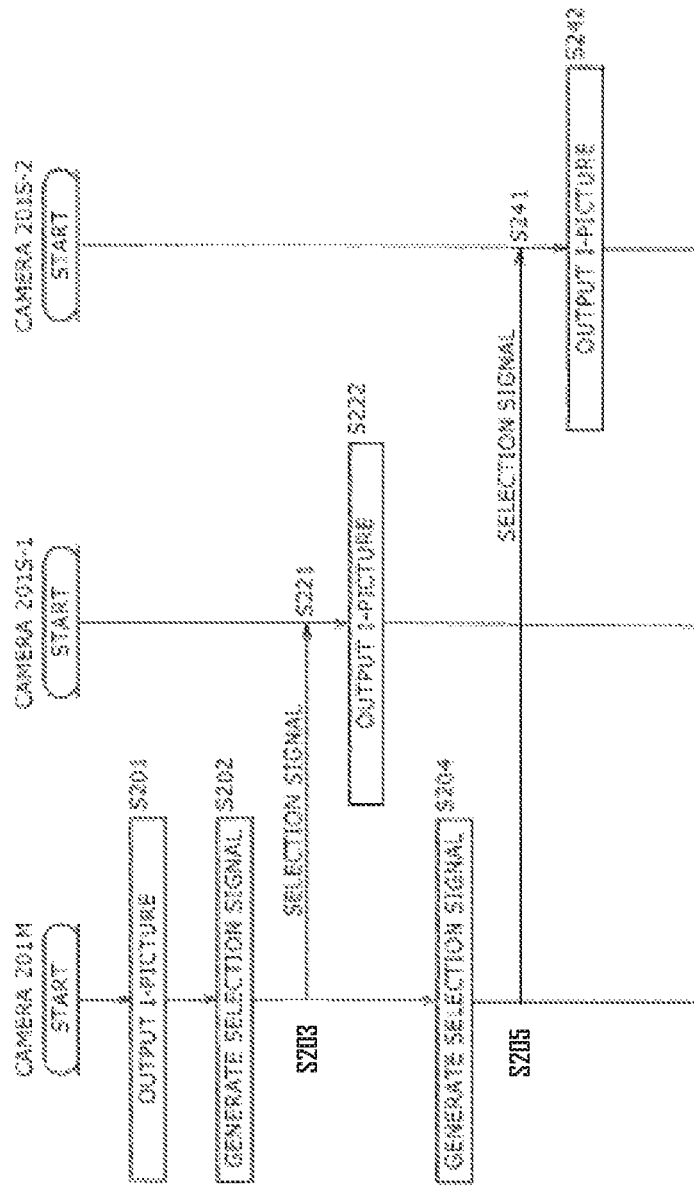 CAMERA 201M
CAMERA 201S-1
CAMERA 201S-2
START
START
START
OUTPUT I-PICTURE
S201
GENERATE SELECTION SIGNAL
S202
S203
SELECTION SIGNAL
S221
OUTPUT I-PICTURE
S222
GENERATE SELECTION SIGNAL
S204
S205
SELECTION SIGNAL
S241
OUTPUT I-PICTURE
S242